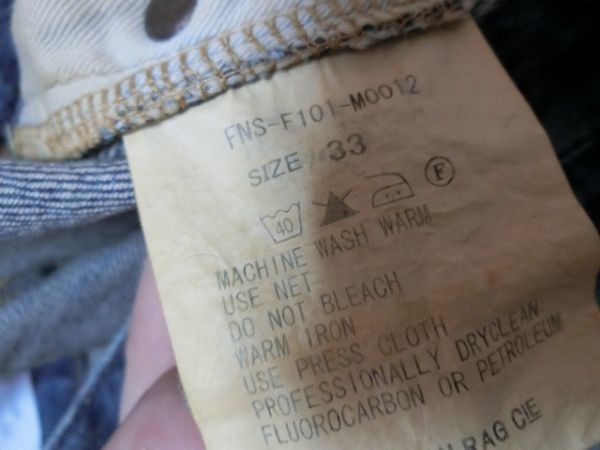 FNS-F101-M0012
SIZE 33
40 F
MACHINE WASH WARM
USE NET
DO NOT BLEACH
WARM IRON
USE PRESS CLOTH
PROFESSIONALLY DRYCLEAN
FLUOROCARBON OR PETROLEUM
RAG CIE